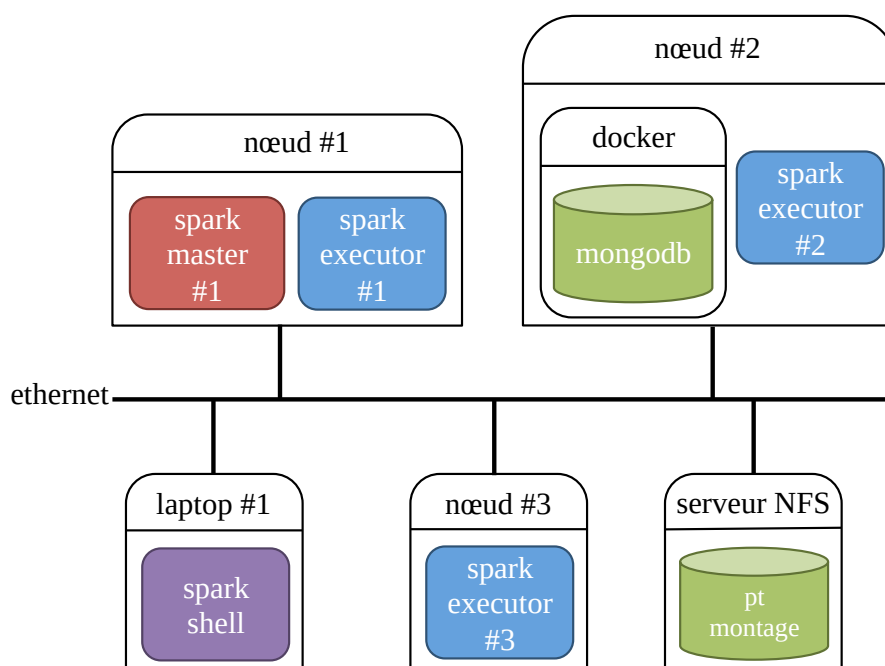 nœud #2
docker
mongodb
spark
executor
#2
nœud #1
spark
master
#1
spark
executor
#1
ethernet
laptop #1
spark
shell
nœud #3
spark
executor
#3
serveur NFS
pt
montage